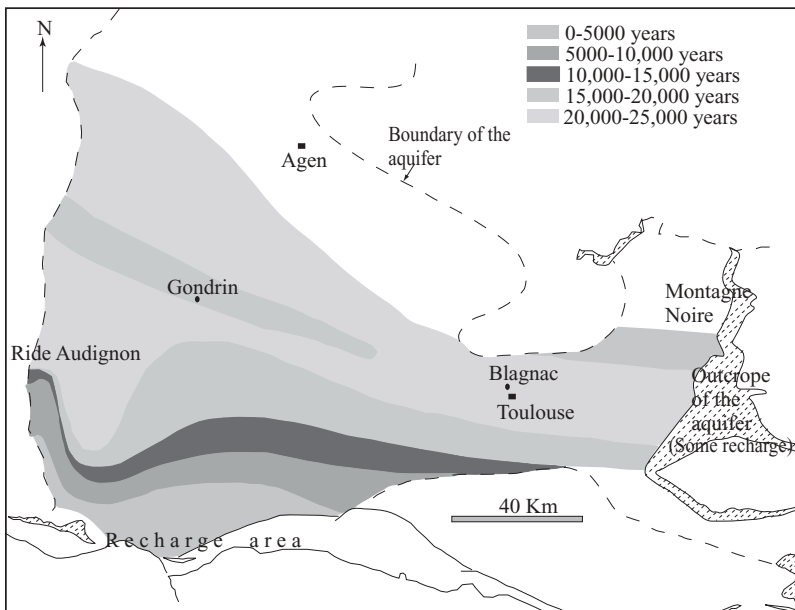 N
0-5000 years
5000-10,000 years
10,000-15,000 years
15,000-20,000 years
20,000-25,000 years
Boundary of the
aquifer
Agen
Gondrin
Montagne
Noire
Ride Audignon
Blagnac
Toulouse
Outcrope
of the
aquifer
(Some recharge)
40 Km
Recharge area